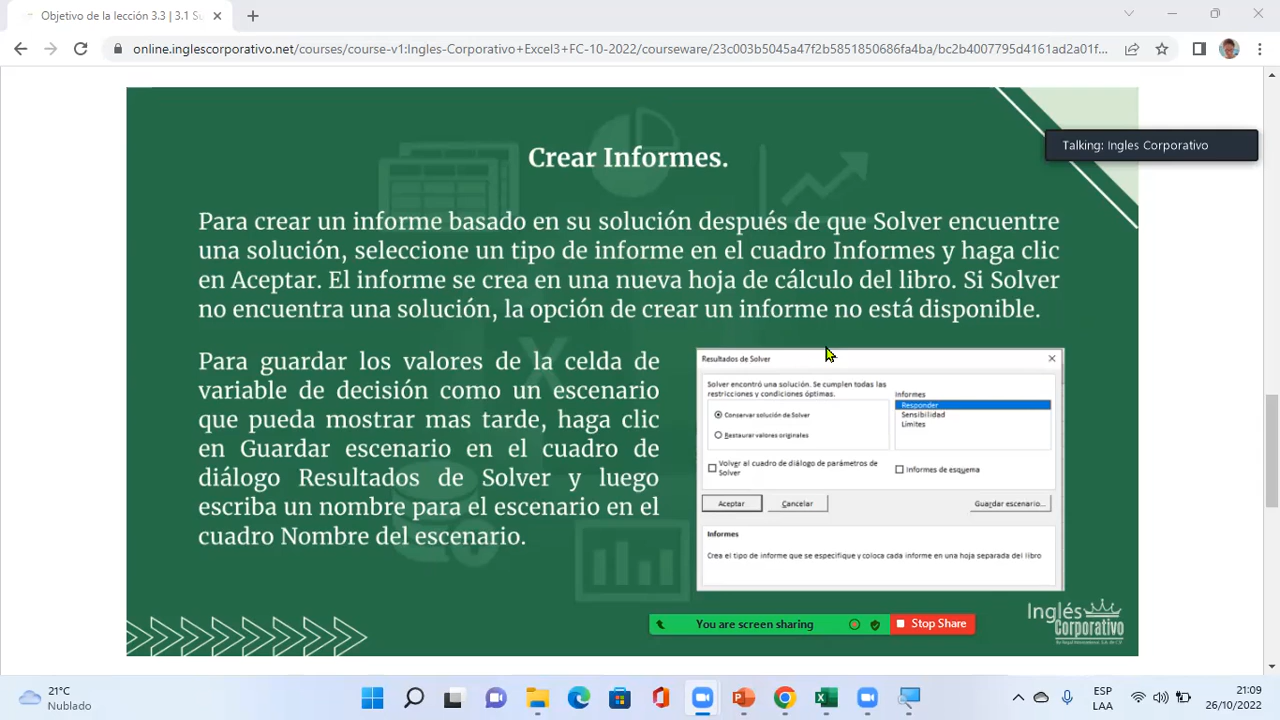 Objetivo de la lección 3.3 | 3.1 Su
online.inglescorporativo.net/courses/course-v1:Ingles-Corporativo+Excel3+FC-10-2022/courseware/23c003b5045a47f2b5851850686fa4ba/bc2b4007795d4161ad2a01f...
Talking: Ingles Corporativo
Crear Informes.
Para crear un informe basado en su solución después de que Solver encuentre
una solución, seleccione un tipo de informe en el cuadro Informes y haga clic
en Aceptar. El informe se crea en una nueva hoja de cálculo del libro. Si Solver
no encuentra una solución, la opción de crear un informe no está disponible.
Para guardar los valores de la celda de
variable de decisión como un escenario
que pueda mostrar mas tarde, haga clic
en Guardar escenario en el cuadro de
diálogo Resultados de Solver y luego
escriba un nombre para el escenario en el
cuadro Nombre del escenario.
Resultados de Solver
Solver encontró una solución. Se cumplen todas las
restricciones y condiciones óptimas.
Conservar solución de Solver
Restaurar valores originales
Volver al cuadro de diálogo de parámetros de
Solver
Informes
Responder
Sensibilidad
Límites
Informes de esquema
Aceptar
Cancelar
Guardar escenario...
Informes
Crea el tipo de informe que se especifique y coloca cada informe en una hoja separada del libro
Inglés
Corporativo
You are screen sharing
Stop Share
21°C
Nublado
ESP
LAA
21:09
26/10/2022